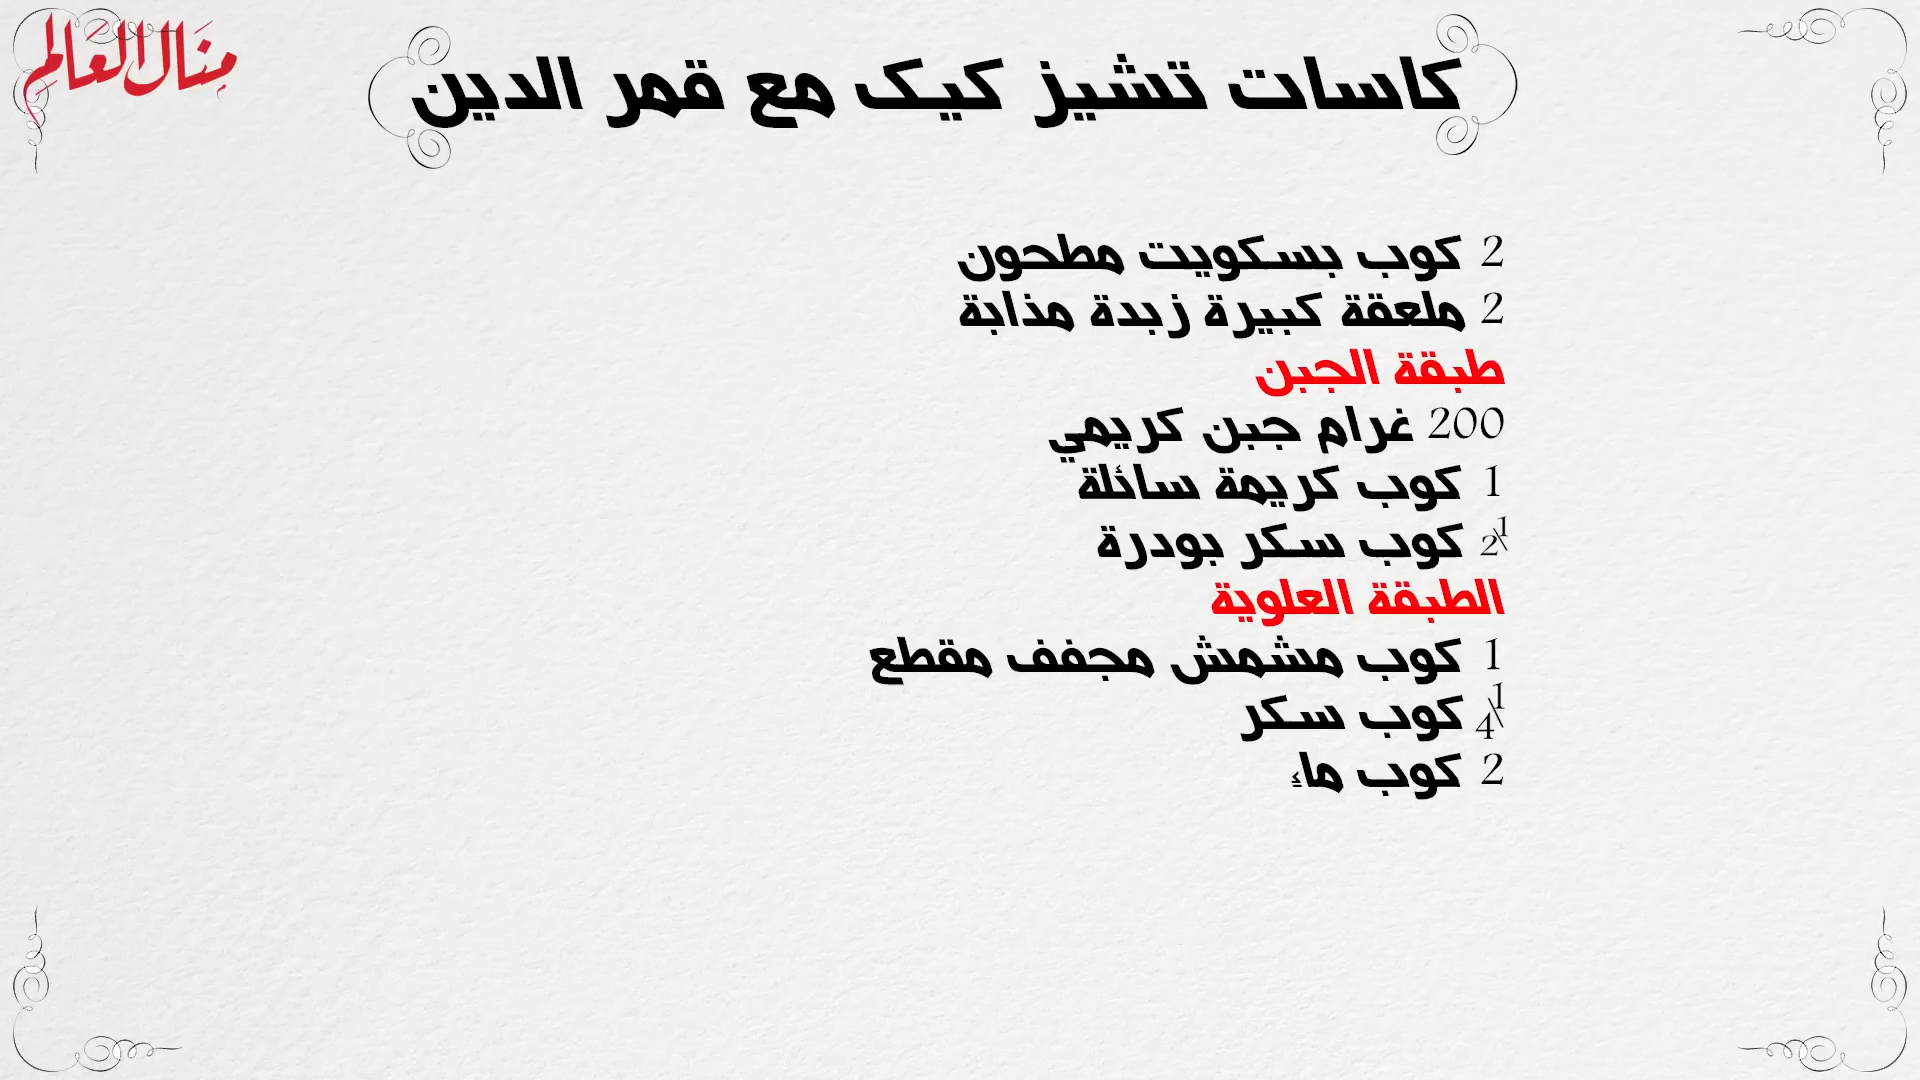 منال العالم
كاسات تشيز كيك مع قمر الدين
2 كوب بسكويت مطحون
2 ملعقة كبيرة زبدة مذابة
طبقة الجبن
200 غرام جبن كريمي
1 كوب كريمة سائلة
1\2 كوب سكر بودرة
الطبقة العلوية
1 كوب مشمش مجفف مقطع
1\4 كوب سكر
2 كوب ماء